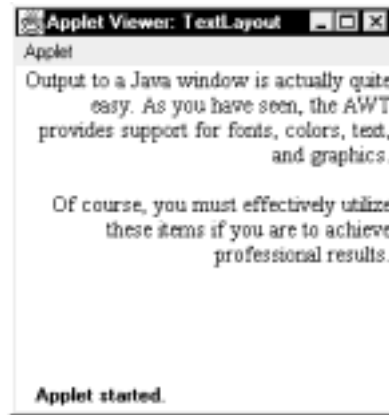 Applet Viewer: TextLayout
Applet
Output to a Java window is actually quite
easy. As you have seen, the AWT
provides support for fonts, colors, text,
and graphics.
Of course, you must effectively utilize
these items if you are to achieve
professional results.
Applet started.